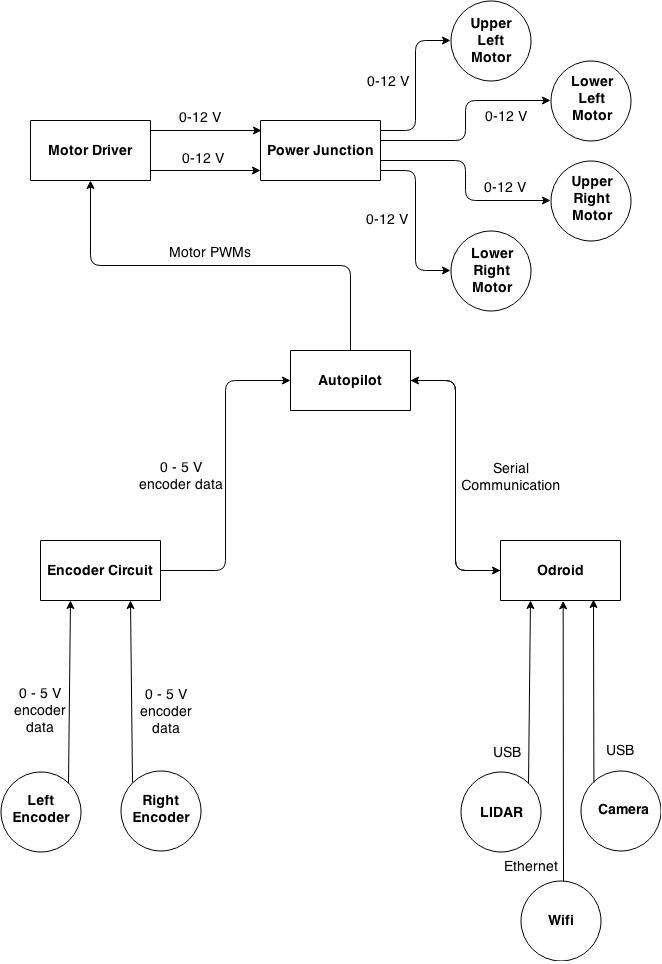 Upper
Left
Motor
0-12 V
Lower
Left
Motor
0-12 V
0-12 V
Motor Driver
Power Junction
0-12 V
Upper
Right
Motor
0-12 V
0-12 V
Motor PWMs
Lower
Right
Motor
Autopilot
0 - 5 V
encoder data
Serial
Communication
Encoder Circuit
Odroid
0 - 5 V
encoder
data
0 - 5 V
encoder
data
USB
USB
Left
Encoder
Right
Encoder
LIDAR
Camera
Ethernet
Wifi